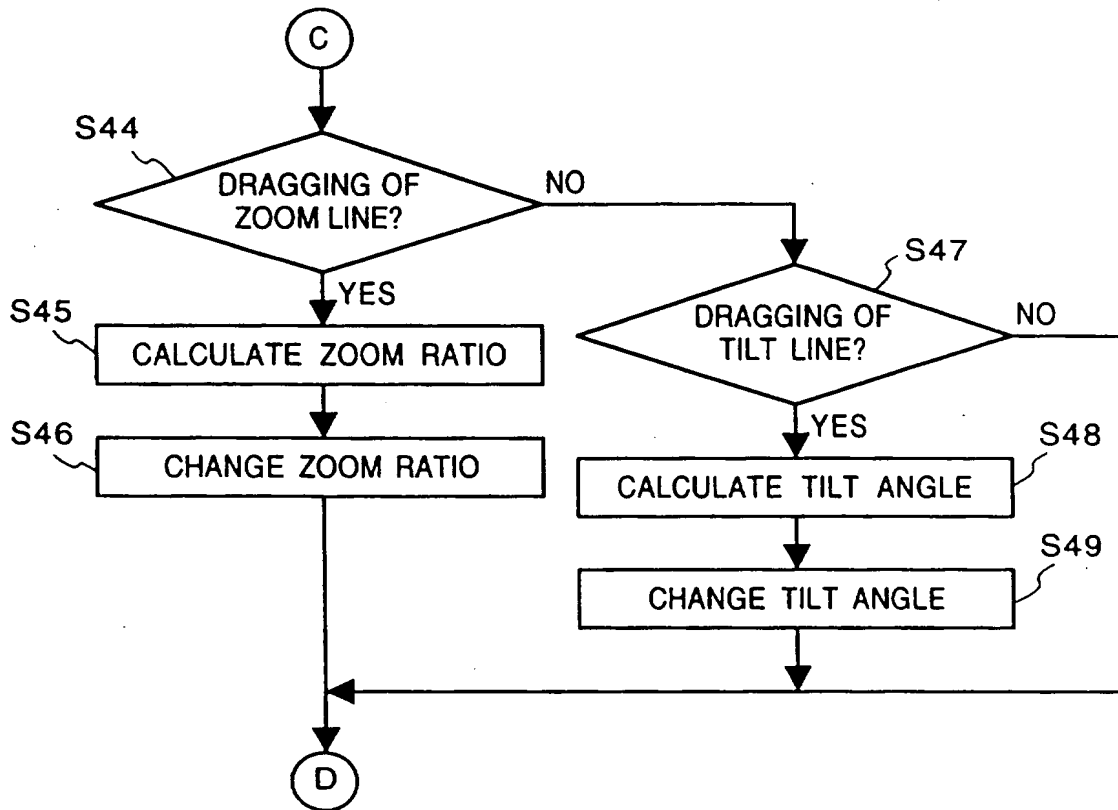 C
S44
DRAGGING OF
ZOOM LINE?
NO
YES
S45
CALCULATE ZOOM RATIO
S46
CHANGE ZOOM RATIO
S47
DRAGGING OF
TILT LINE?
NO
YES
S48
CALCULATE TILT ANGLE
S49
CHANGE TILT ANGLE
D